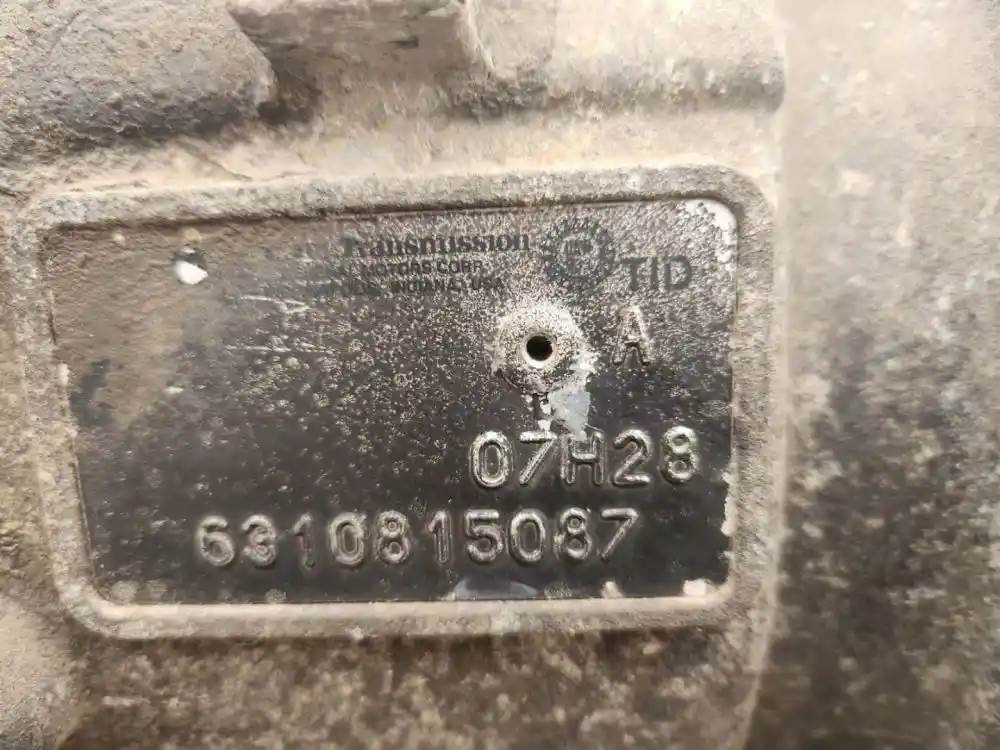 Transmission
MOTORS CORP.
INDIANA, USA
TID
A
07H28
6310815087